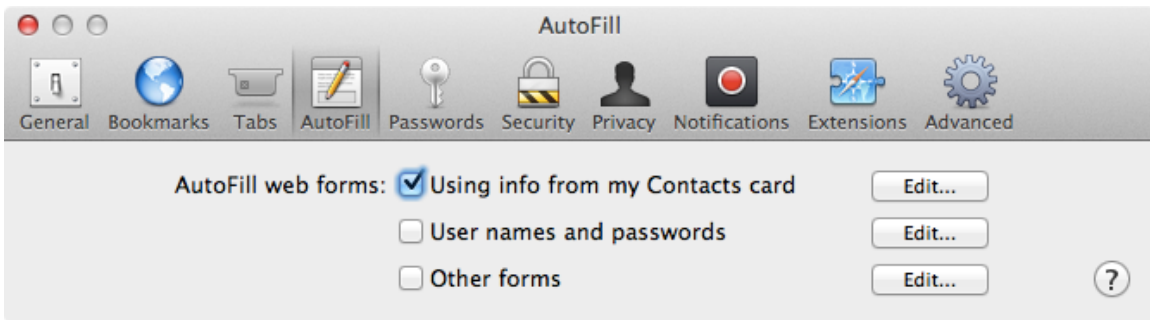 AutoFill
General Bookmarks Tabs AutoFill Passwords Security Privacy Notifications Extensions Advanced
AutoFill web forms: Using info from my Contacts card Edit...
User names and passwords Edit...
Other forms Edit... ?